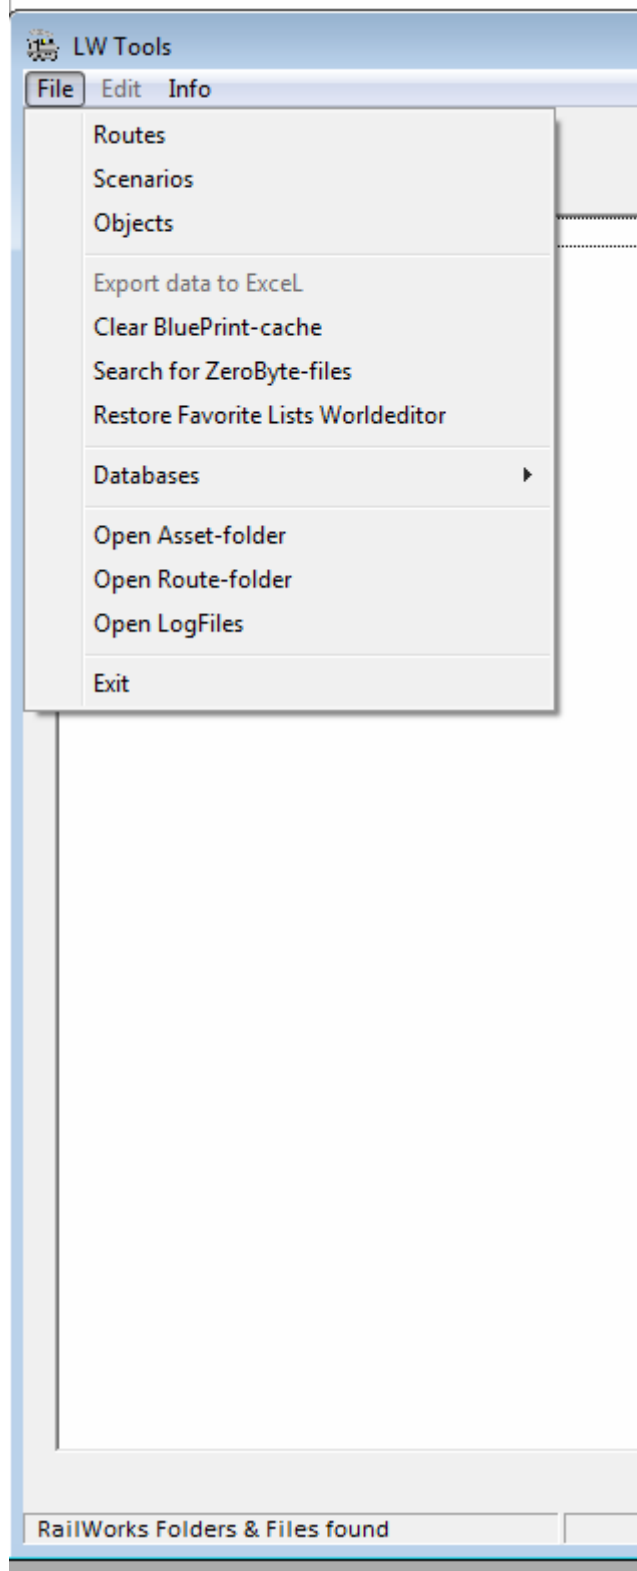 LW Tools
File Edit Info
Routes
Scenarios
Objects
Export data to ExceL
Clear BluePrint-cache
Search for ZeroByte-files
Restore Favorite Lists Worldeditor
Databases
Open Asset-folder
Open Route-folder
Open LogFiles
Exit
RailWorks Folders & Files found